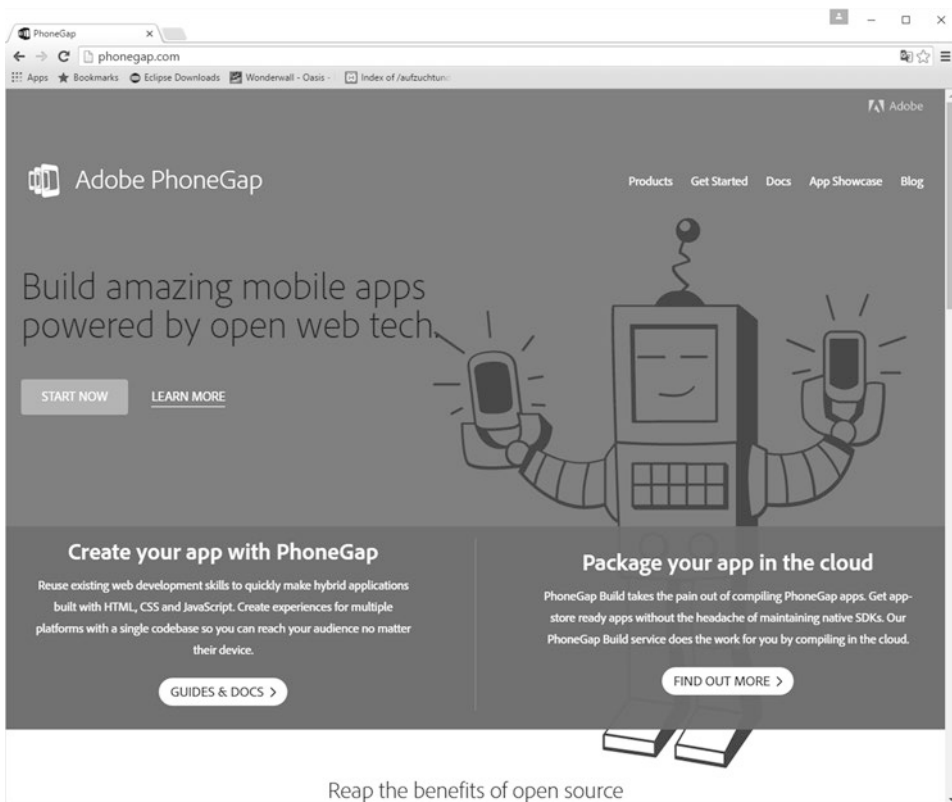 PhoneGap
phonegap.com
Apps Bookmarks Eclipse Downloads Wonderwall - Oasis - Index of /aufzuchtund
Adobe
Adobe PhoneGap
Products Get Started Docs App Showcase Blog
Build amazing mobile apps
powered by open web tech.
START NOW LEARN MORE
Create your app with PhoneGap
Reuse existing web development skills to quickly make hybrid applications
built with HTML, CSS and JavaScript. Create experiences for multiple
platforms with a single codebase so you can reach your audience no matter
their device.
GUIDES & DOCS >
Package your app in the cloud
PhoneGap Build takes the pain out of compiling PhoneGap apps. Get app-
store ready apps without the headache of maintaining native SDKs. Our
PhoneGap Build service does the work for you by compiling in the cloud.
FIND OUT MORE >
Reap the benefits of open source